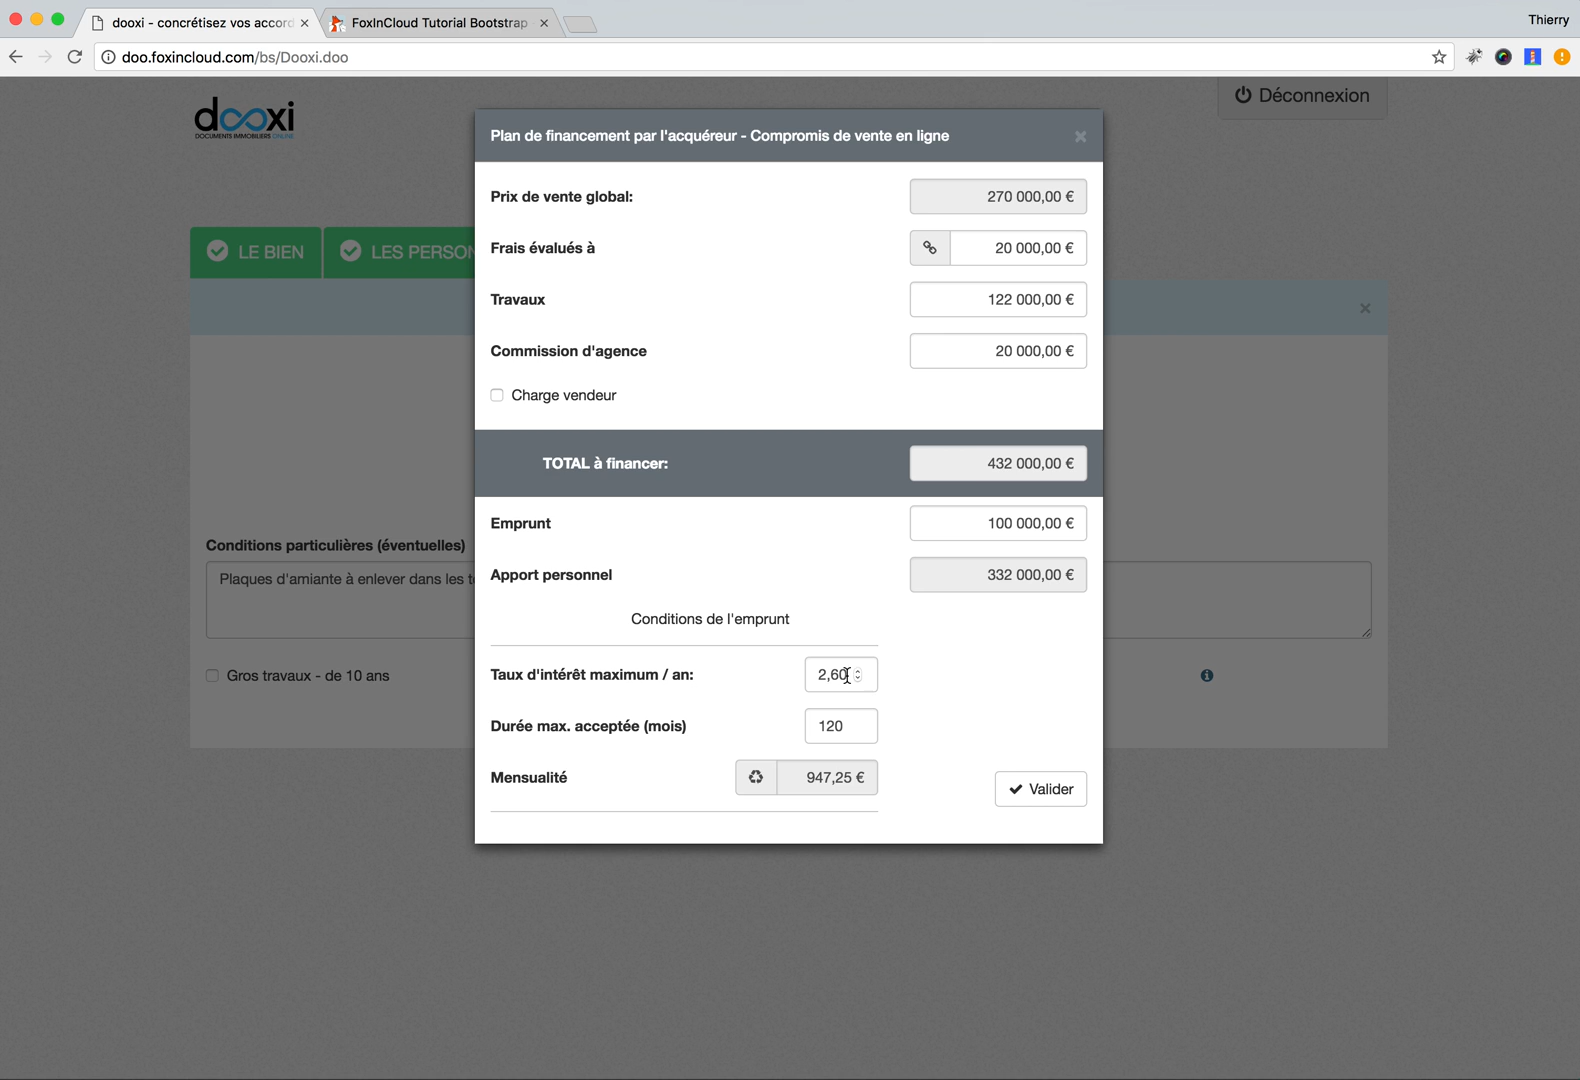 dooxi - concrétisez vos accord
FoxInCloud Tutorial Bootstrap
Thierry
doo.foxincloud.com/bs/Dooxi.doo
dooxi
DOCUMENTS IMMOBILIERS ONLINE
Déconnexion
LE BIEN
LES PERSON
Plan de financement par l'acquéreur - Compromis de vente en ligne
Prix de vente global:
270 000,00 €
Frais évalués à
20 000,00 €
Travaux
122 000,00 €
Commission d'agence
20 000,00 €
Charge vendeur
TOTAL à financer:
432 000,00 €
Emprunt
100 000,00 €
Apport personnel
332 000,00 €
Conditions de l'emprunt
Taux d'intérêt maximum / an:
2,60
Durée max. acceptée (mois)
120
Mensualité
947,25 €
Valider
Conditions particulières (éventuelles)
Plaques d'amiante à enlever dans les t
Gros travaux - de 10 ans